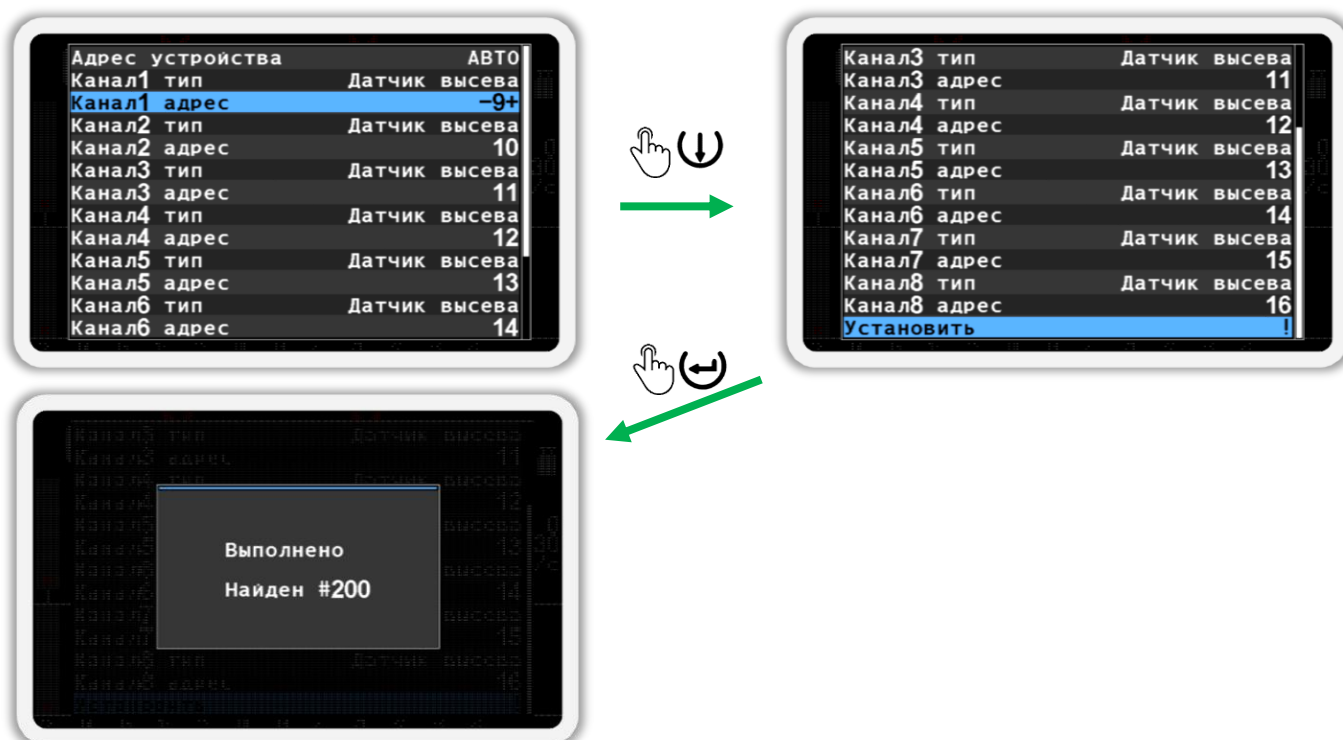 Адрес устройства АВТО
Канал1 тип Датчик высева
Канал1 адрес −9+
Канал2 тип Датчик высева
Канал2 адрес 10
Канал3 тип Датчик высева
Канал3 адрес 11
Канал4 тип Датчик высева
Канал4 адрес 12
Канал5 тип Датчик высева
Канал5 адрес 13
Канал6 тип Датчик высева
Канал6 адрес 14
Канал3 тип Датчик высева
Канал3 адрес 11
Канал4 тип Датчик высева
Канал4 адрес 12
Канал5 тип Датчик высева
Канал5 адрес 13
Канал6 тип Датчик высева
Канал6 адрес 14
Канал7 тип Датчик высева
Канал7 адрес 15
Канал8 тип Датчик высева
Канал8 адрес 16
Установить !
Выполнено
Найден #200